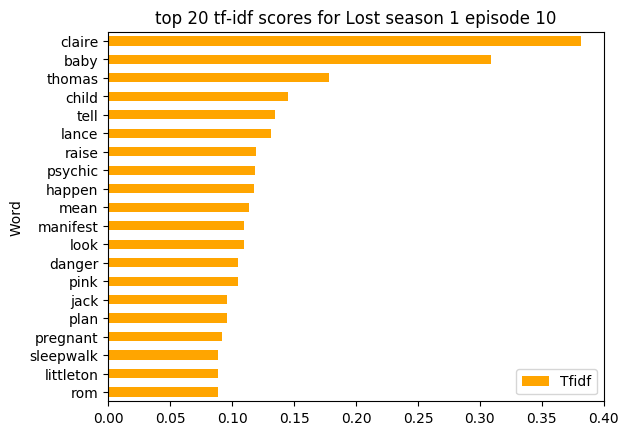 top 20 tf-idf scores for Lost season 1 episode 10
Word
claire
baby
thomas
child
tell
lance
raise
psychic
happen
mean
manifest
look
danger
pink
jack
plan
pregnant
sleepwalk
littleton
rom
Tfidf
0.00 0.05 0.10 0.15 0.20 0.25 0.30 0.35 0.40